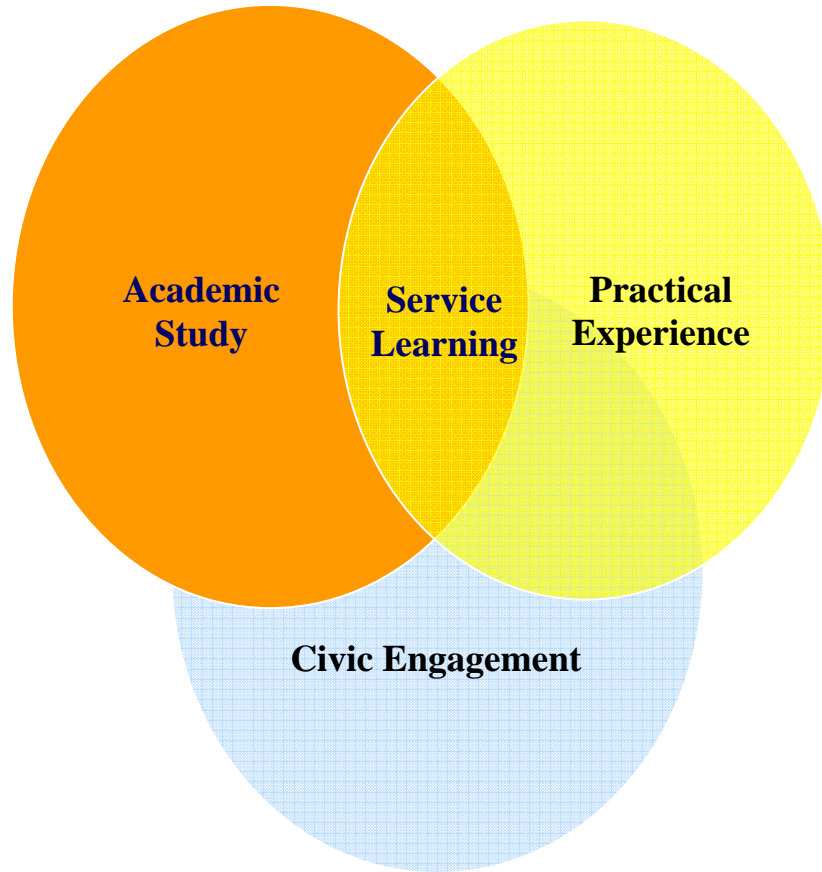 Academic
Study
Service
Learning
Practical
Experience
Civic Engagement